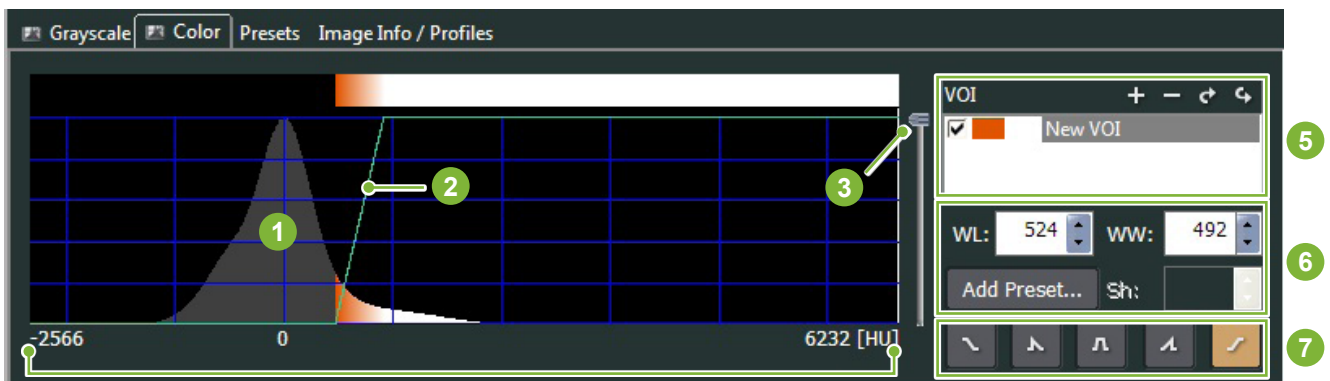 Grayscale Color Presets Image Info / Profiles
VOI
New VOI
5
3
2
1
WL: 524 WW: 492
6
Add Preset... Sh:
-2566 0 6232 [HU]
7